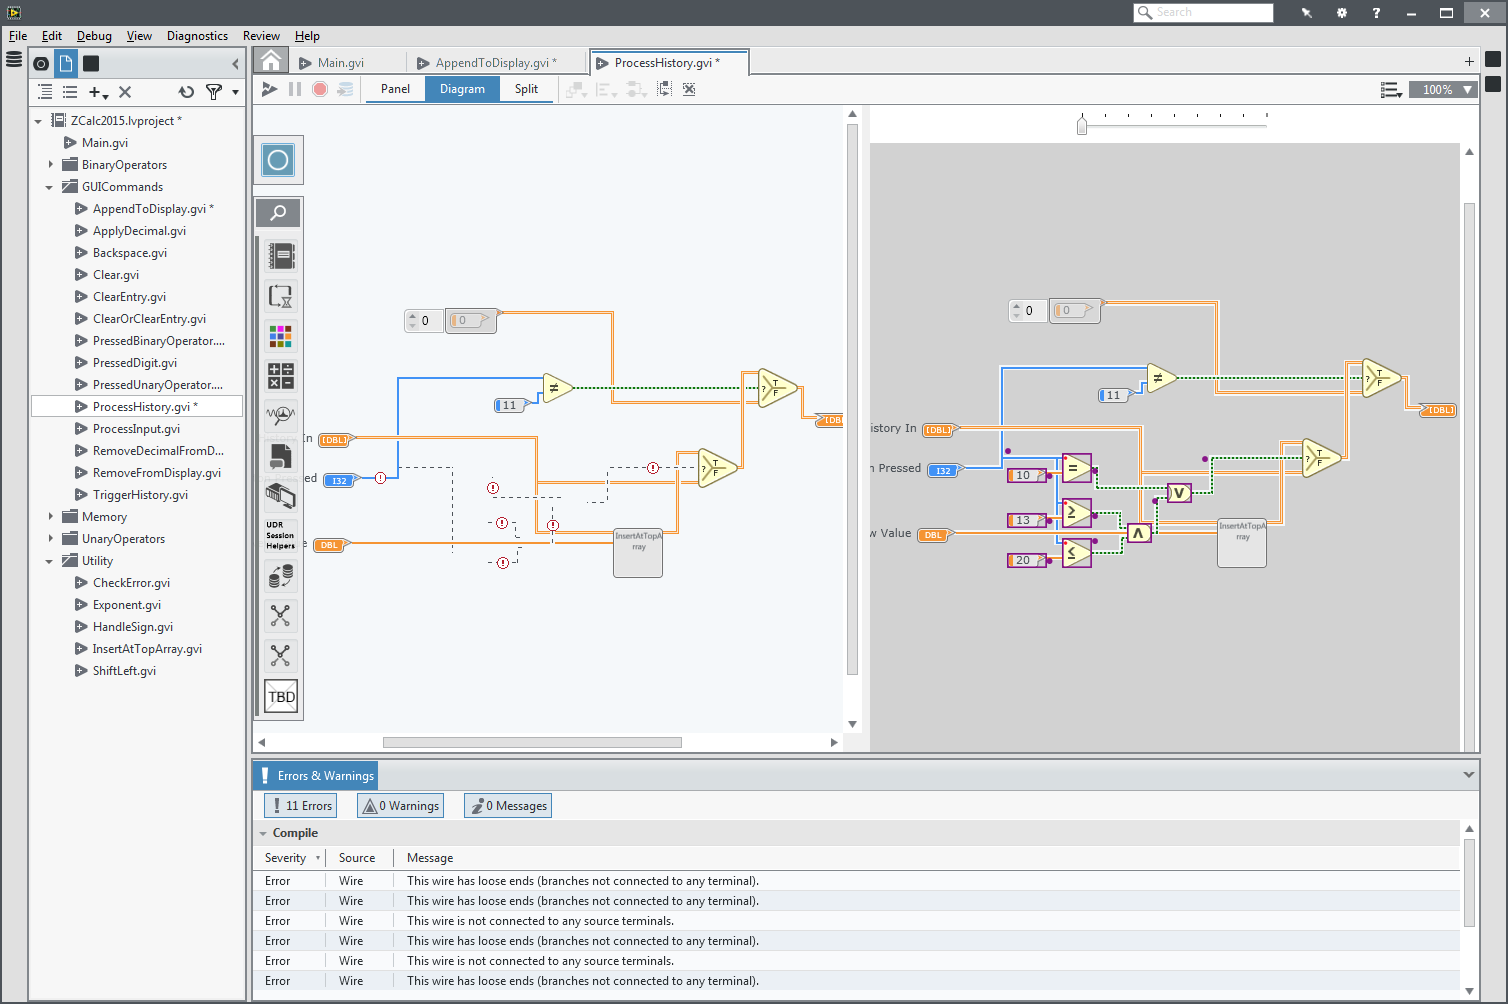 Search
?
File Edit Debug View Diagnostics Review Help
Main.gvi
AppendToDisplay.gvi *
ProcessHistory.gvi *
Panel Diagram Split
100%
ZCalc2015.lvproject *
Main.gvi
BinaryOperators
GUICommands
AppendToDisplay.gvi *
ApplyDecimal.gvi
Backspace.gvi
Clear.gvi
ClearEntry.gvi
ClearOrClearEntry.gvi
PressedBinaryOperator....
PressedDigit.gvi
PressedUnaryOperator....
ProcessHistory.gvi *
ProcessInput.gvi
RemoveDecimalFromD...
RemoveFromDisplay.gvi
TriggerHistory.gvi
Memory
UnaryOperators
Utility
CheckError.gvi
Exponent.gvi
HandleSign.gvi
InsertAtTopArray.gvi
ShiftLeft.gvi
UDR
Session
Helpers
TBD
0 0
≠
11
? T F
[DBL]
In [DBL]
ed I32
? T F
e DBL
InsertAtTopA
rray
0 0
≠
11
? T F
[DBL]
istory In [DBL]
n Pressed I32
10 =
? T F
V
13 ≥
w Value DBL
Λ
InsertAtTopA
rray
20 ≤
Errors & Warnings
11 Errors 0 Warnings 0 Messages
Compile
Severity Source Message
Error Wire This wire has loose ends (branches not connected to any terminal).
Error Wire This wire has loose ends (branches not connected to any terminal).
Error Wire This wire is not connected to any source terminals.
Error Wire This wire has loose ends (branches not connected to any terminal).
Error Wire This wire is not connected to any source terminals.
Error Wire This wire has loose ends (branches not connected to any terminal).